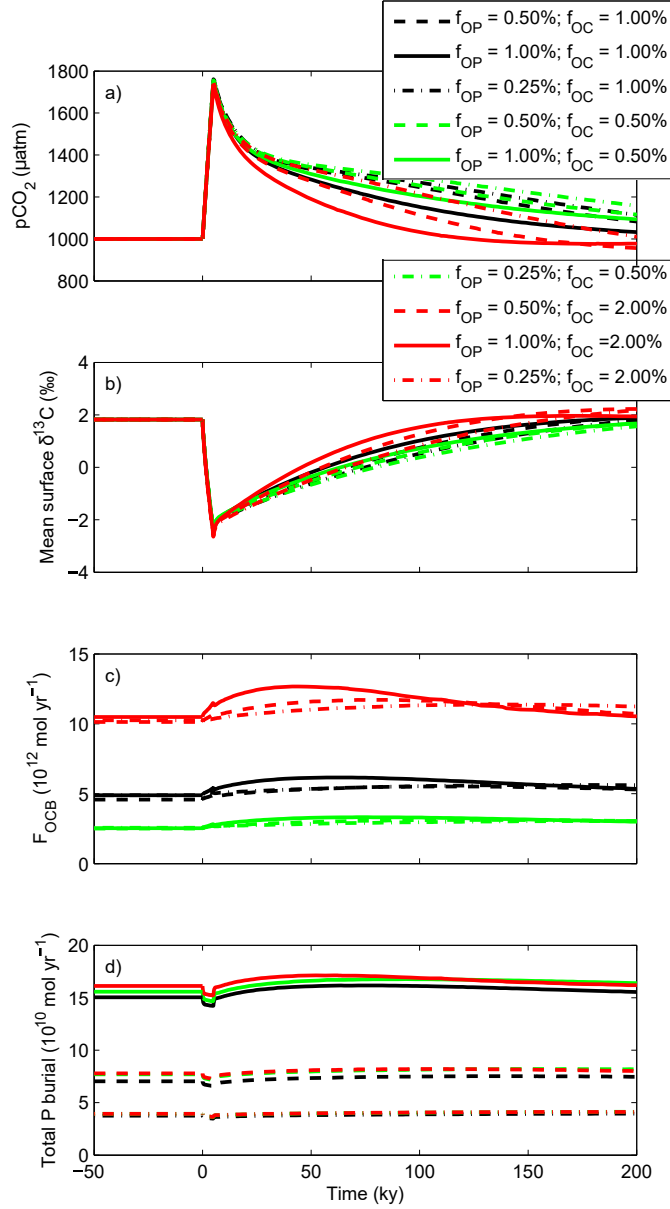 f_OP = 0.50%; f_OC = 1.00%
f_OP = 1.00%; f_OC = 1.00%
f_OP = 0.25%; f_OC = 1.00%
f_OP = 0.50%; f_OC = 0.50%
f_OP = 1.00%; f_OC = 0.50%
a)
1800
1600
1400
1200
1000
800
pCO₂ (µatm)
f_OP = 0.25%; f_OC = 0.50%
f_OP = 0.50%; f_OC = 2.00%
f_OP = 1.00%; f_OC =2.00%
f_OP = 0.25%; f_OC = 2.00%
b)
4
2
0
−2
−4
Mean surface δ¹³C (‰)
c)
15
10
5
0
F_OCB (10¹² mol yr⁻¹)
d)
20
15
10
5
0
Total P burial (10¹⁰ mol yr⁻¹)
−50 0 50 100 150 200
Time (ky)